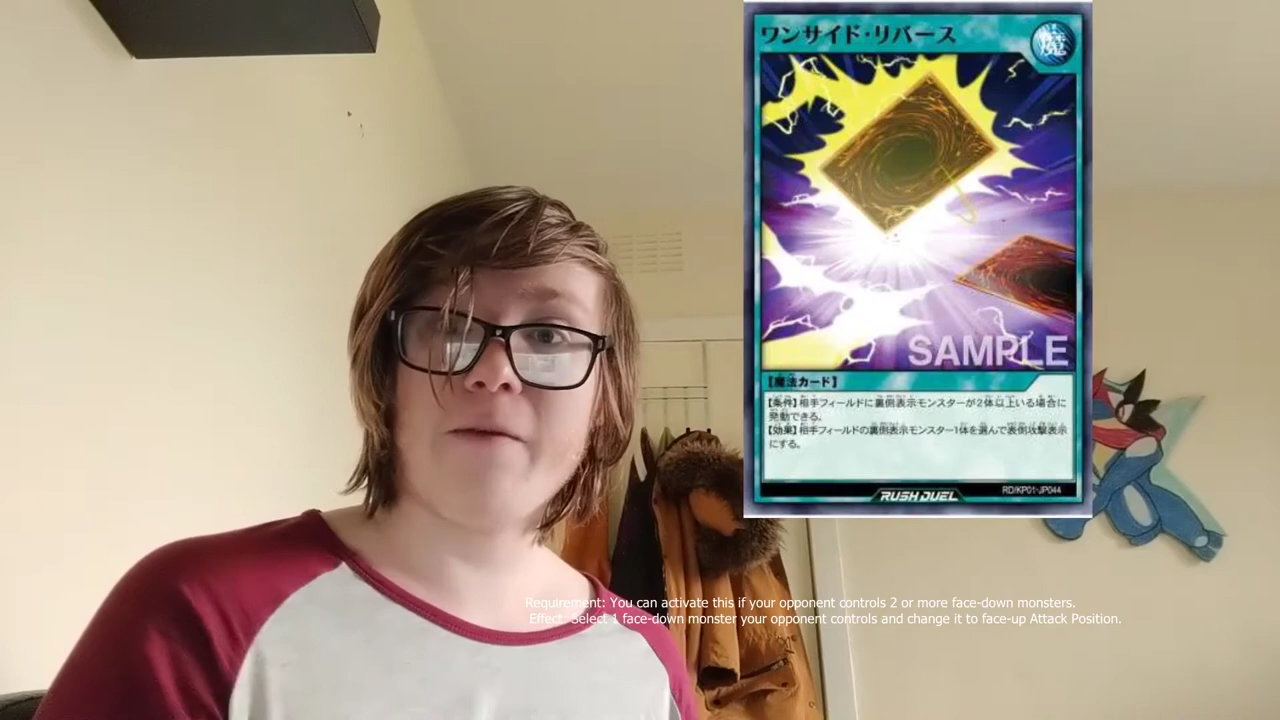 ワンサイド・リバース
魔
SAMPLE
【魔法カード】
【条件】相手フィールドに裏側表示モンスターが2体以上いる場合に
発動できる。
【効果】相手フィールドの裏側表示モンスター1体を選んで表側攻撃表示
にする。
RUSH DUEL
RD/KP01-JP044
Requirement: You can activate this if your opponent controls 2 or more face-down monsters.
Effect: Select 1 face-down monster your opponent controls and change it to face-up Attack Position.